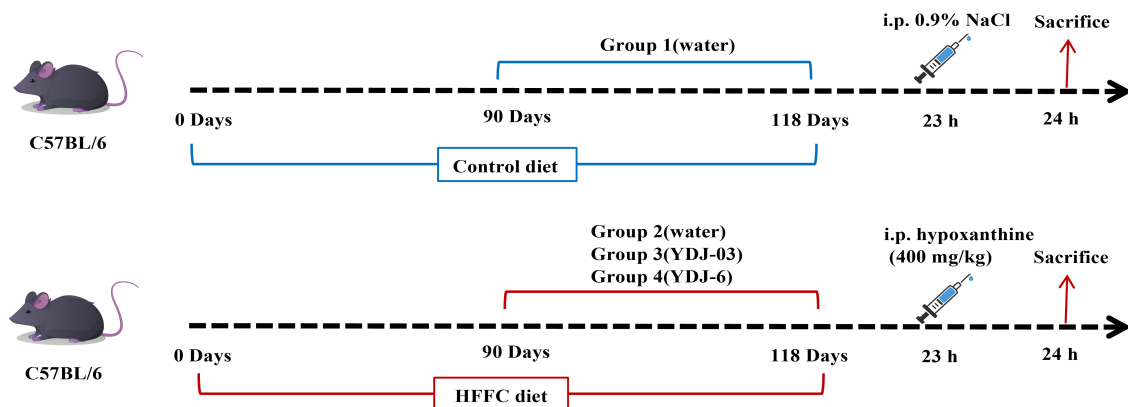 i.p. 0.9% NaCl
Sacrifice
Group 1(water)
0 Days
90 Days
118 Days
23 h
24 h
C57BL/6
Control diet
Group 2(water)
Group 3(YDJ-03)
Group 4(YDJ-6)
i.p. hypoxanthine
(400 mg/kg)
Sacrifice
0 Days
90 Days
118 Days
23 h
24 h
C57BL/6
HFFC diet